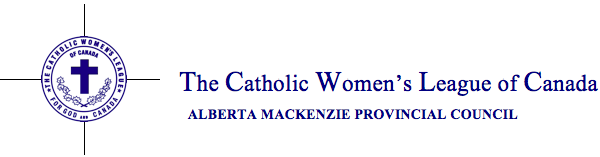 THE CATHOLIC WOMEN'S LEAGUE
OF CANADA
FOR GOD AND CANADA
The Catholic Women's League of Canada
ALBERTA MACKENZIE PROVINCIAL COUNCIL